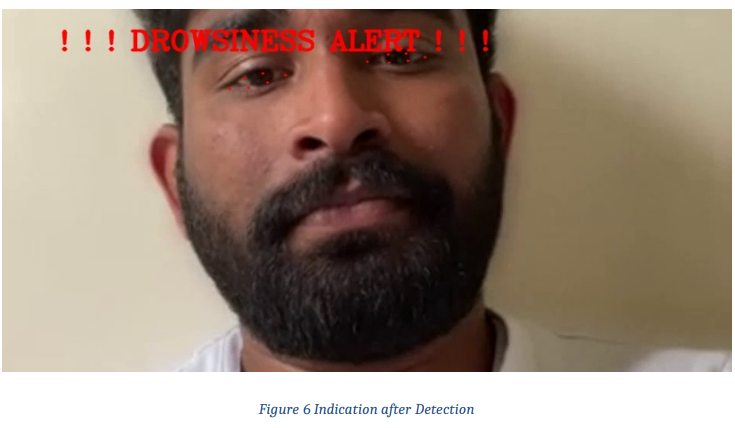 ! ! ! DROWSINESS ALERT ! ! !
Figure 6 Indication after Detection